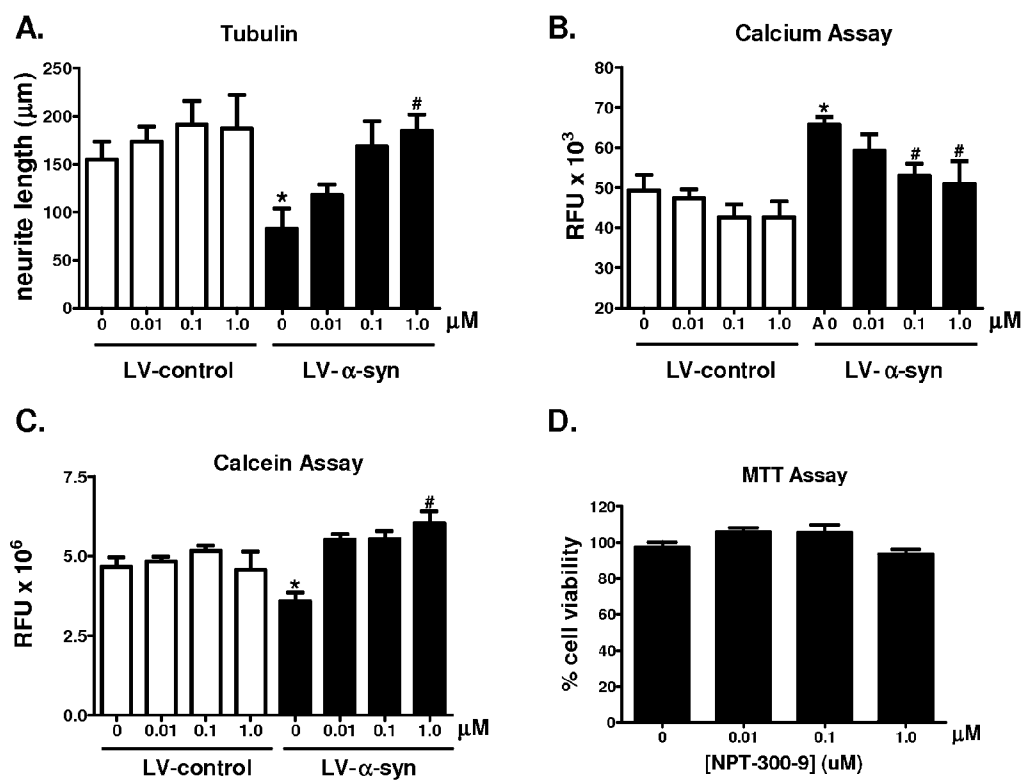 A.
Tubulin
neurite length (μm)
250
200
150
100
50
0
*
#
0 0.01 0.1 1.0 0 0.01 0.1 1.0 μM
LV-control LV-α-syn
B.
Calcium Assay
RFU x 10³
80
70
60
50
40
30
20
*
#
#
0 0.01 0.1 1.0 A 0 0.01 0.1 1.0 μM
LV-control LV-α-syn
C.
Calcein Assay
RFU x 10⁶
7.5
5.0
2.5
0.0
*
#
0 0.01 0.1 1.0 0 0.01 0.1 1.0 μM
LV-control LV-α-syn
D.
MTT Assay
% cell viability
120
100
80
60
40
20
0
0 0.01 0.1 1.0 μM
[NPT-300-9] (uM)